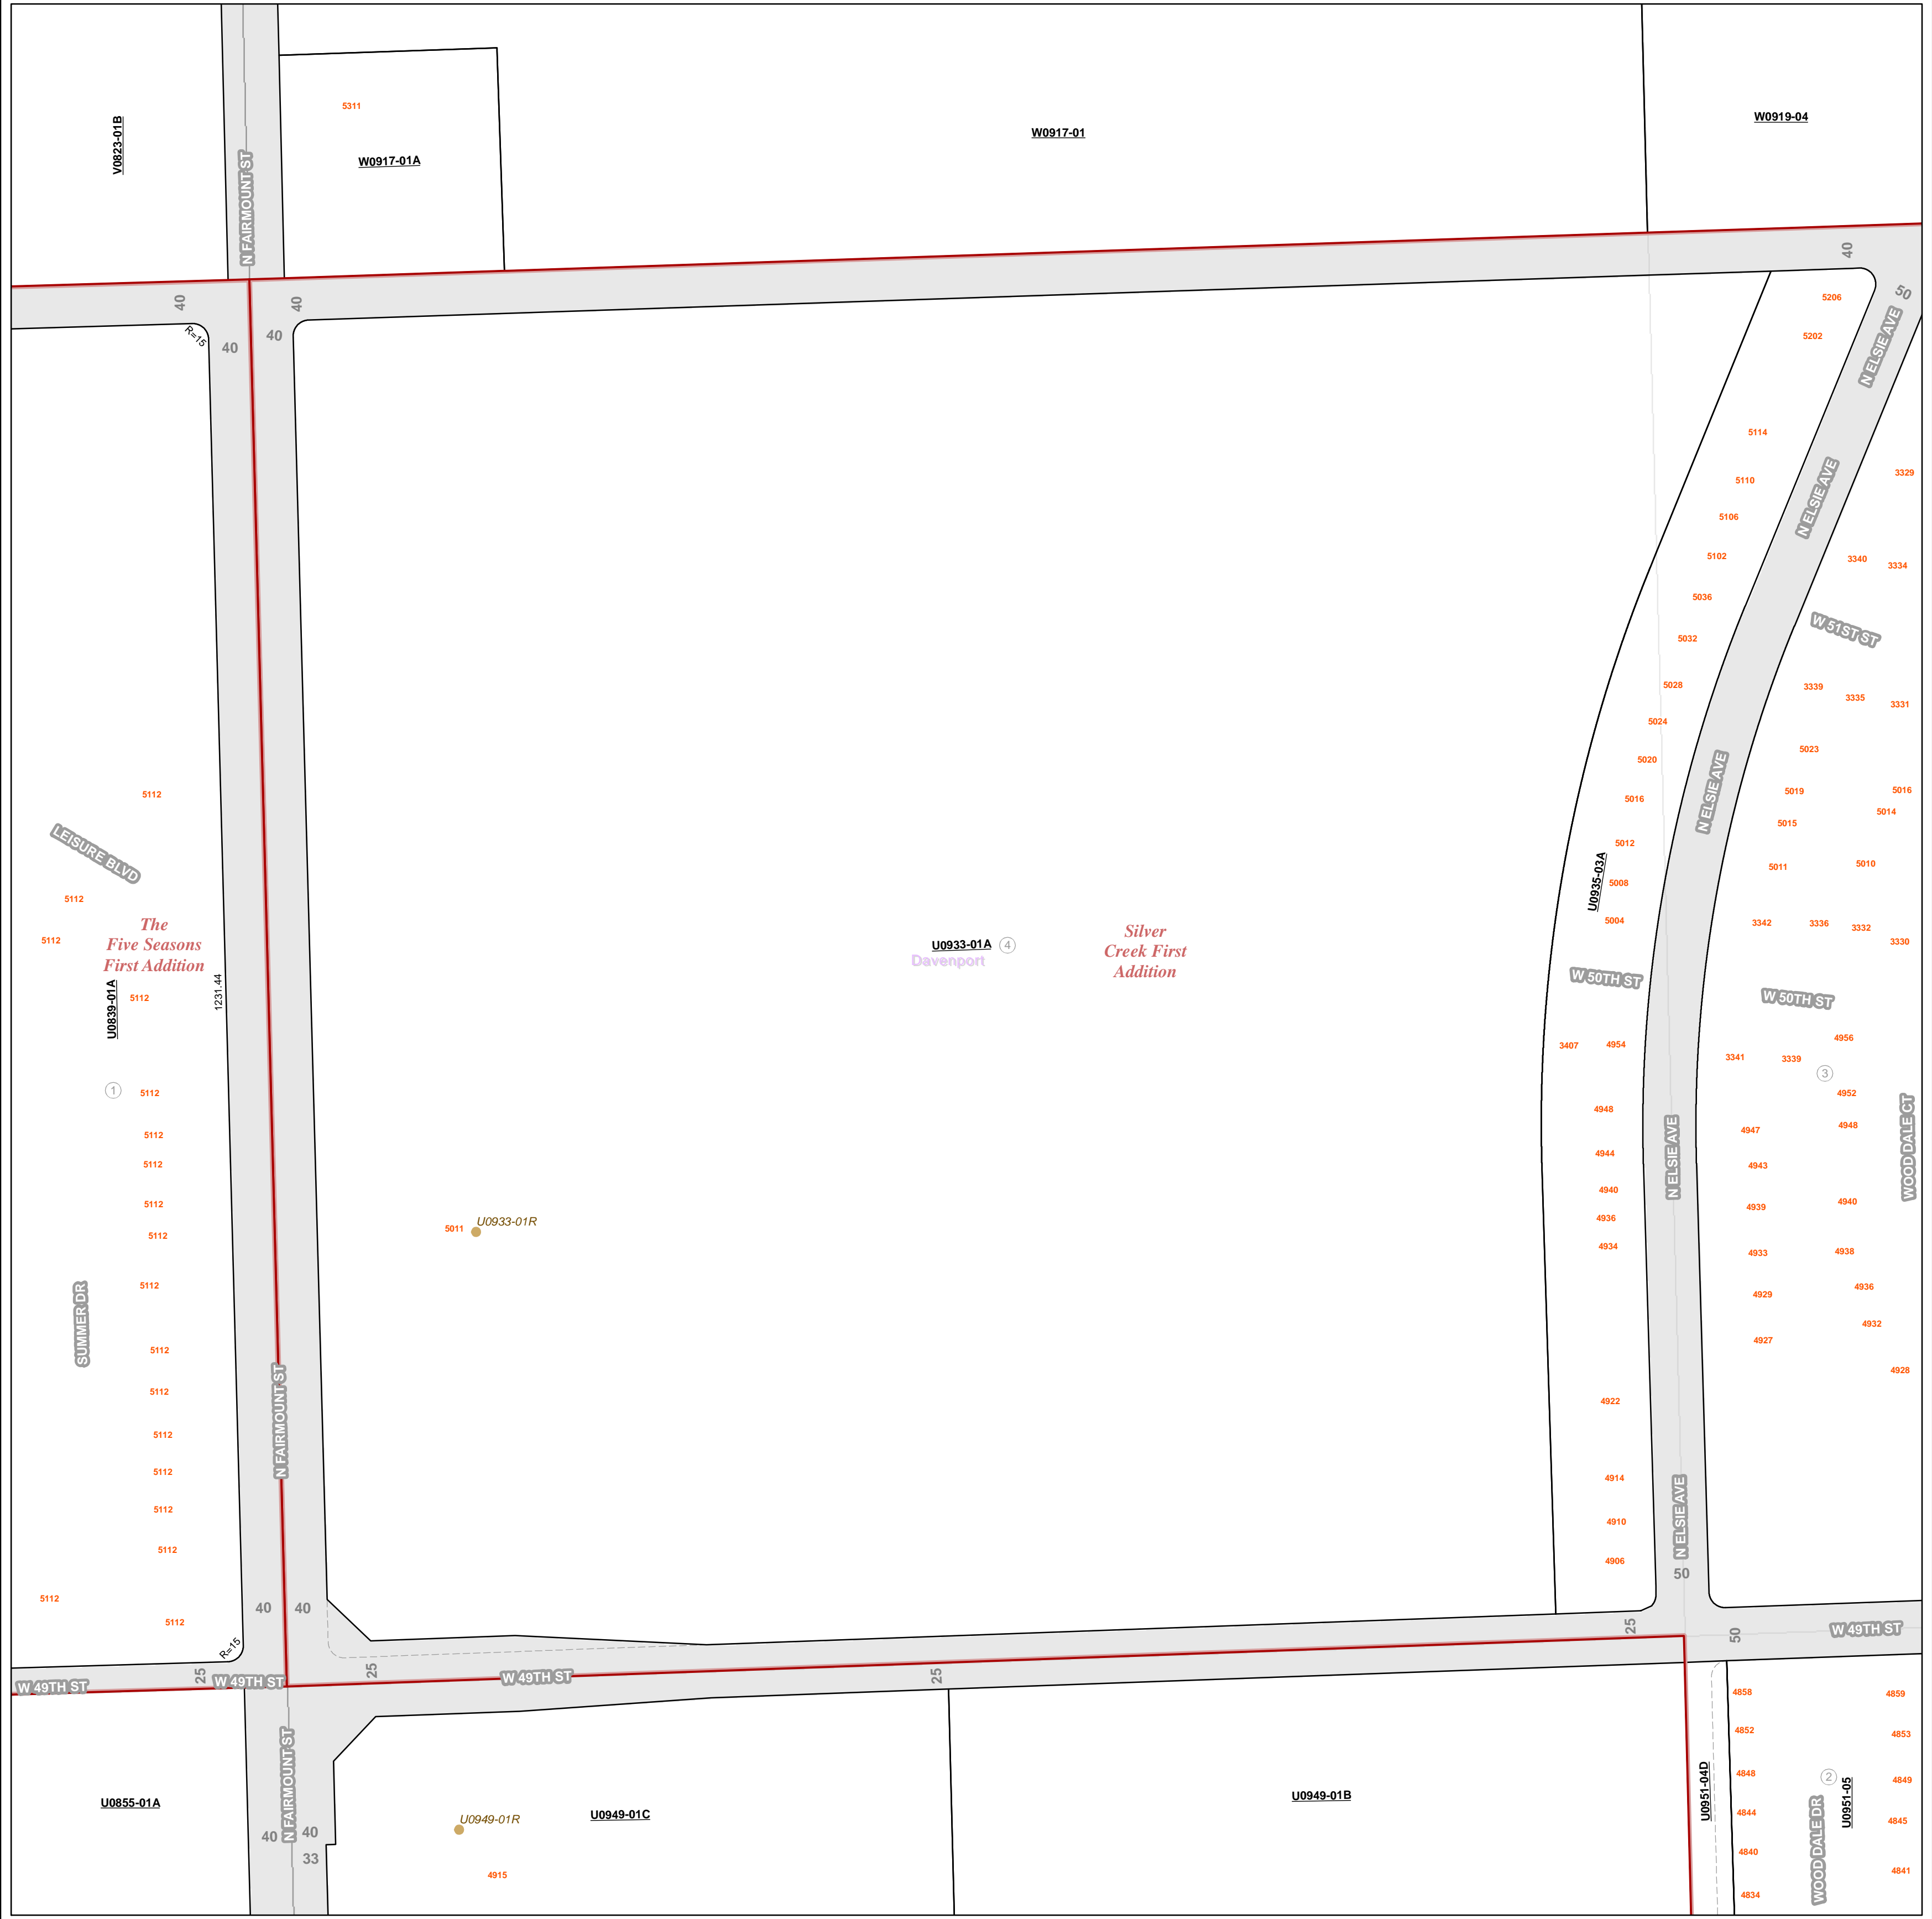 V0823-01B
N FAIRMOUNT ST
5311
W0917-01A
W0917-01
W0919-04
40
40
40
50
R=15
40
40
5206
5202
N ELSIE AVE
5114
5110
5106
5102
5036
5032
5028
5024
5020
5016
5012
5008
5004
U0935-03A
N ELSIE AVE
3329
3340
3334
W 51ST ST
3339
3335
3331
5023
5019
5016
5014
5015
5011
5010
N ELSIE AVE
3342
3336
3332
3330
5112
LEISURE BLVD
5112
5112
The
Five Seasons
First Addition
1231.44
U0839-01A
5112
1
5112
5112
5112
5112
5112
5112
SUMMER DR
5112
5112
5112
5112
5112
5112
5112
5112
R=15
U0933-01A
4
Davenport
Silver
Creek First
Addition
5011
U0933-01R
N FAIRMOUNT ST
W 50TH ST
W 50TH ST
3407
4954
4948
4944
4940
4936
4934
4922
4914
4910
4906
N ELSIE AVE
N ELSIE AVE
50
3341
3339
4956
3
4952
4948
4947
4943
4940
4939
4938
4933
4936
4929
4932
4927
4928
WOOD DALE CT
40
40
25
25
25
25
50
W 49TH ST
W 49TH ST
W 49TH ST
W 49TH ST
U0855-01A
N FAIRMOUNT ST
40
40
33
U0949-01R
4915
U0949-01C
U0949-01B
U0951-04D
4858
4852
4848
4844
4840
4834
WOOD DALE DR
2
U0951-05
4859
4853
4849
4845
4841